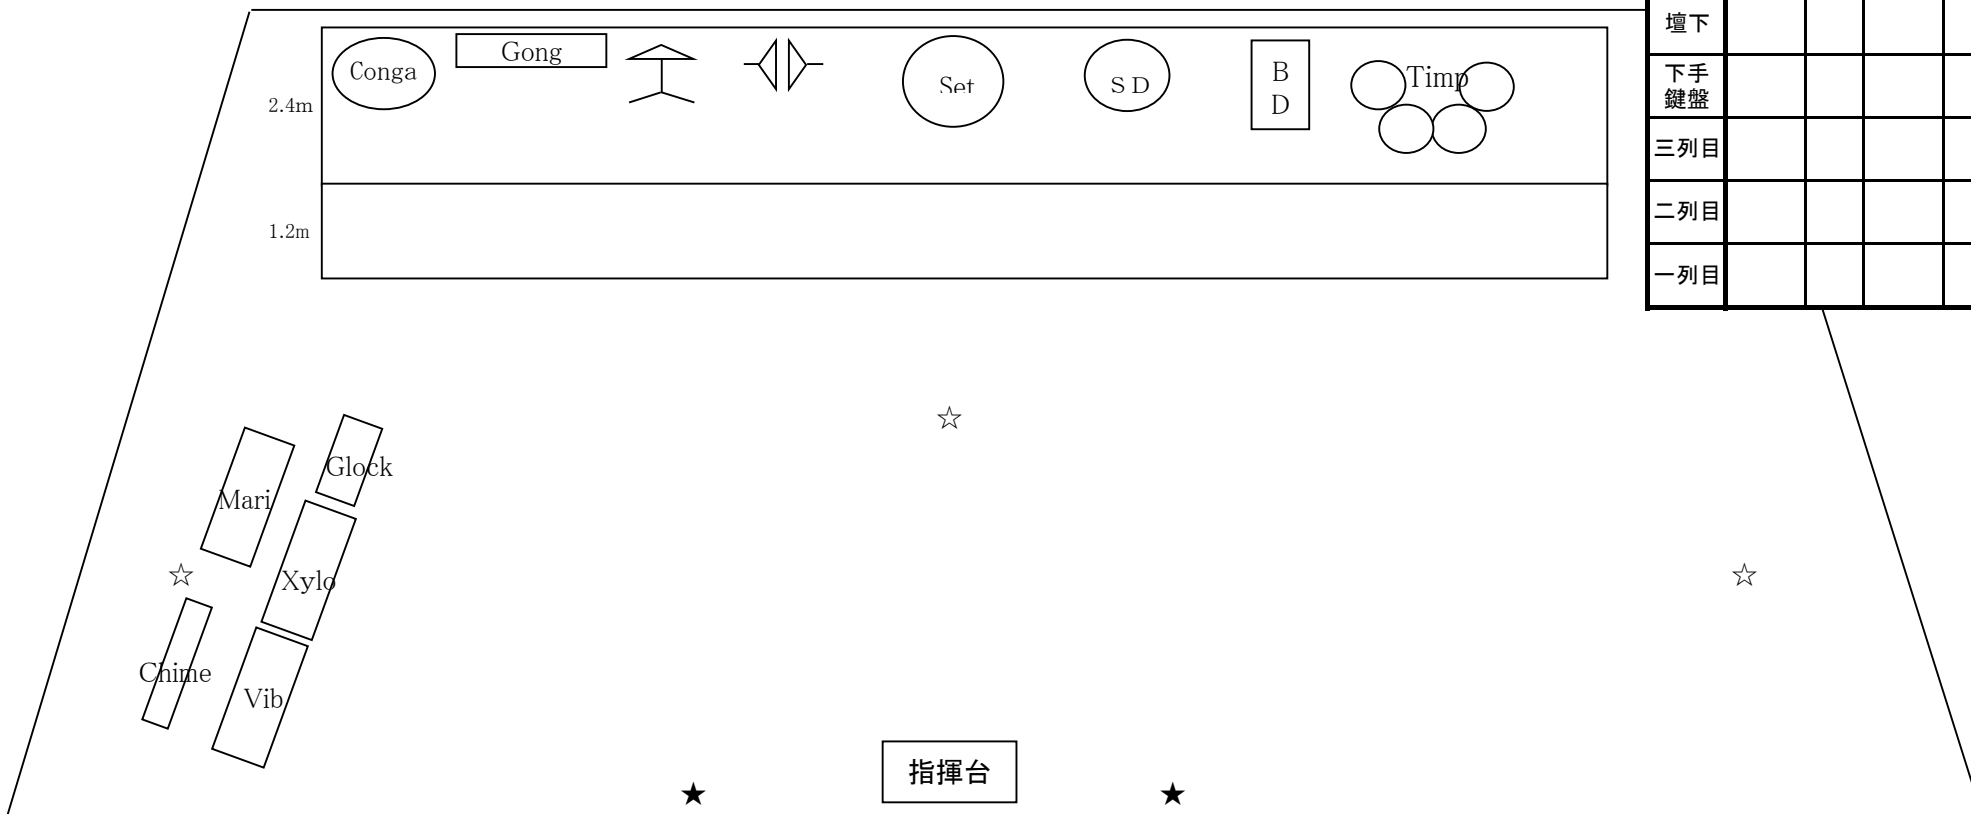 壇下
下手
鍵盤
三列目
二列目
一列目
Conga
Gong
Set
ＳＤ
B
D
Timp
2.4m
1.2m
☆
Glock
Mari
Xylo
☆
☆
Chime
Vib
指揮台
★
★